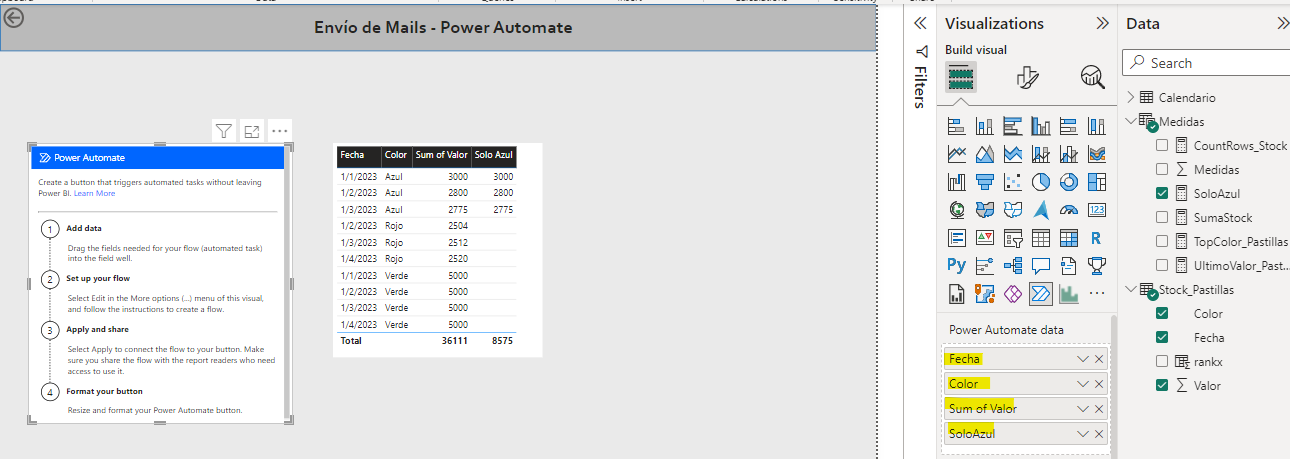 Envío de Mails - Power Automate
Power Automate
Create a button that triggers automated tasks without leaving
Power BI. Learn More
1 Add data
Drag the fields needed for your flow (automated task)
into the field well.
2 Set up your flow
Select Edit in the More options (...) menu of this visual,
and follow the instructions to create a flow.
3 Apply and share
Select Apply to connect the flow to your button. Make
sure you share the flow with the report readers who need
access to use it.
4 Format your button
Resize and format your Power Automate button.
Fecha Color Sum of Valor Solo Azul
1/1/2023 Azul 3000 3000
1/2/2023 Azul 2800 2800
1/3/2023 Azul 2775 2775
1/2/2023 Rojo 2504
1/3/2023 Rojo 2512
1/4/2023 Rojo 2520
1/1/2023 Verde 5000
1/2/2023 Verde 5000
1/3/2023 Verde 5000
1/4/2023 Verde 5000
Total 36111 8575
Filters
Visualizations
Build visual
123
R
Py
...
Power Automate data
Fecha
Color
Sum of Valor
SoloAzul
Data
Search
Calendario
Medidas
CountRows_Stock
Medidas
SoloAzul
SumaStock
TopColor_Pastillas
UltimoValor_Past...
Stock_Pastillas
Color
Fecha
rankx
Valor